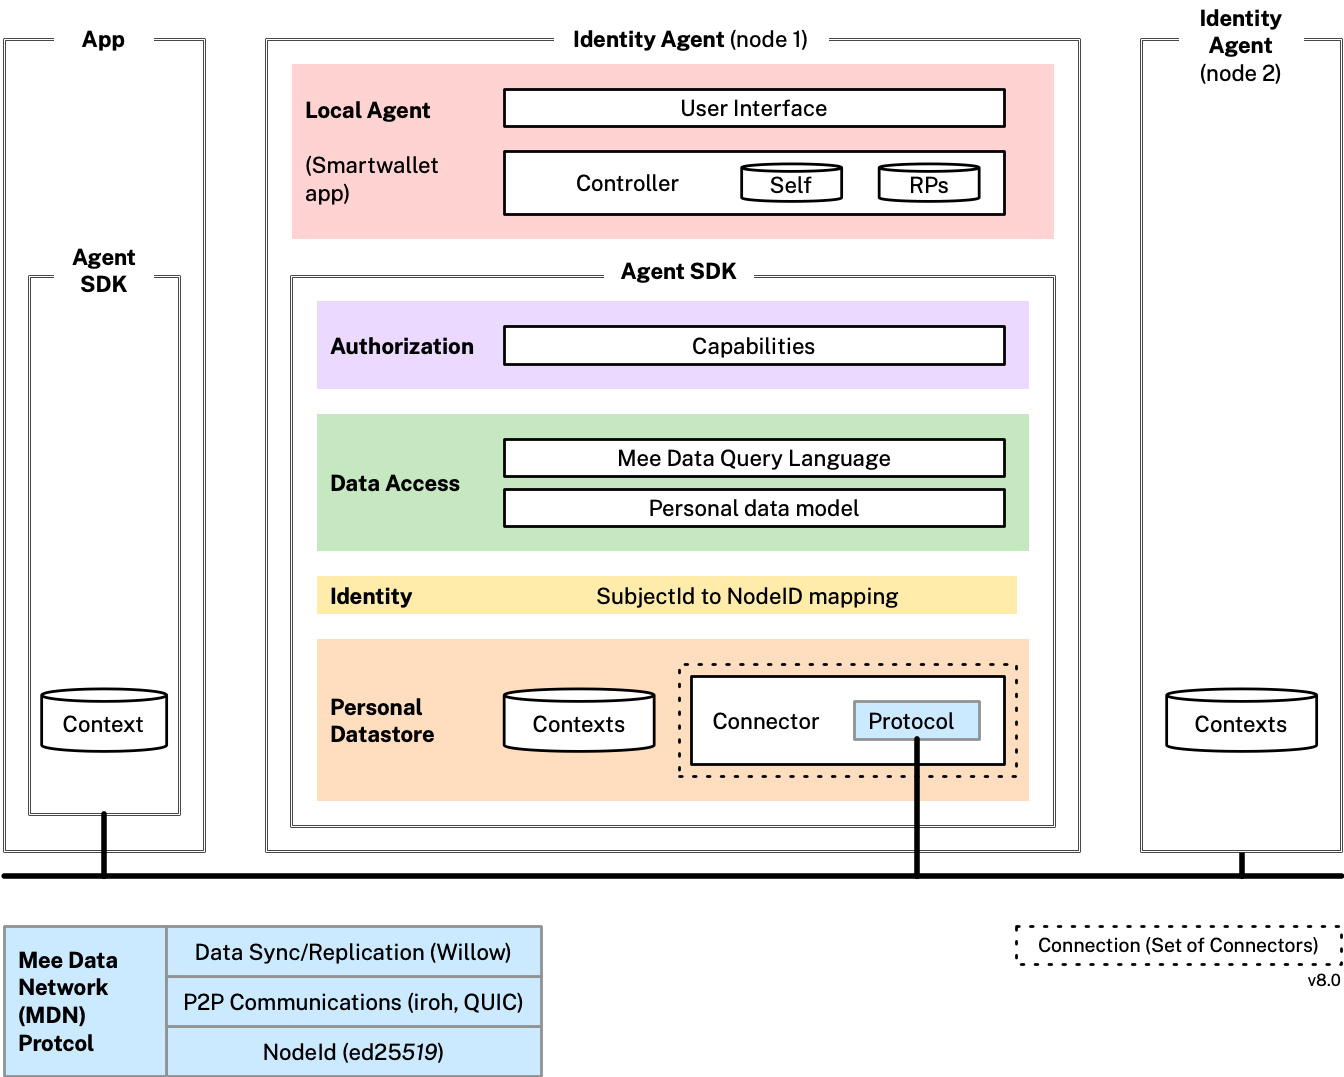 App
Identity Agent (node 1)
Identity
Agent
(node 2)
Local Agent
(Smartwallet
app)
User Interface
Controller
Self
RPs
Agent
SDK
Agent SDK
Authorization
Capabilities
Data Access
Mee Data Query Language
Personal data model
Identity
SubjectId to NodeID mapping
Personal
Datastore
Contexts
Connector
Protocol
Context
Contexts
Mee Data
Network
(MDN)
Protcol
Data Sync/Replication (Willow)
P2P Communications (iroh, QUIC)
NodeId (ed25519)
Connection (Set of Connectors)
v8.0